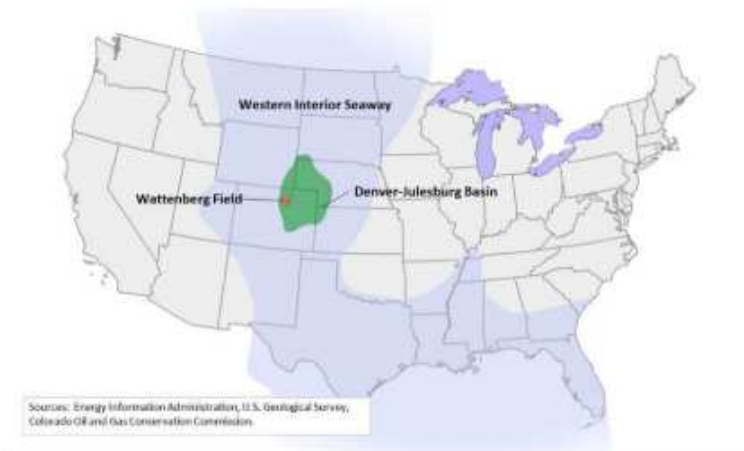 Western Interior Seaway
Wattenberg Field
Denver-Julesburg Basin
Sources: Energy Information Administration, U.S. Geological Survey,
Colorado Oil and Gas Conservation Commission.